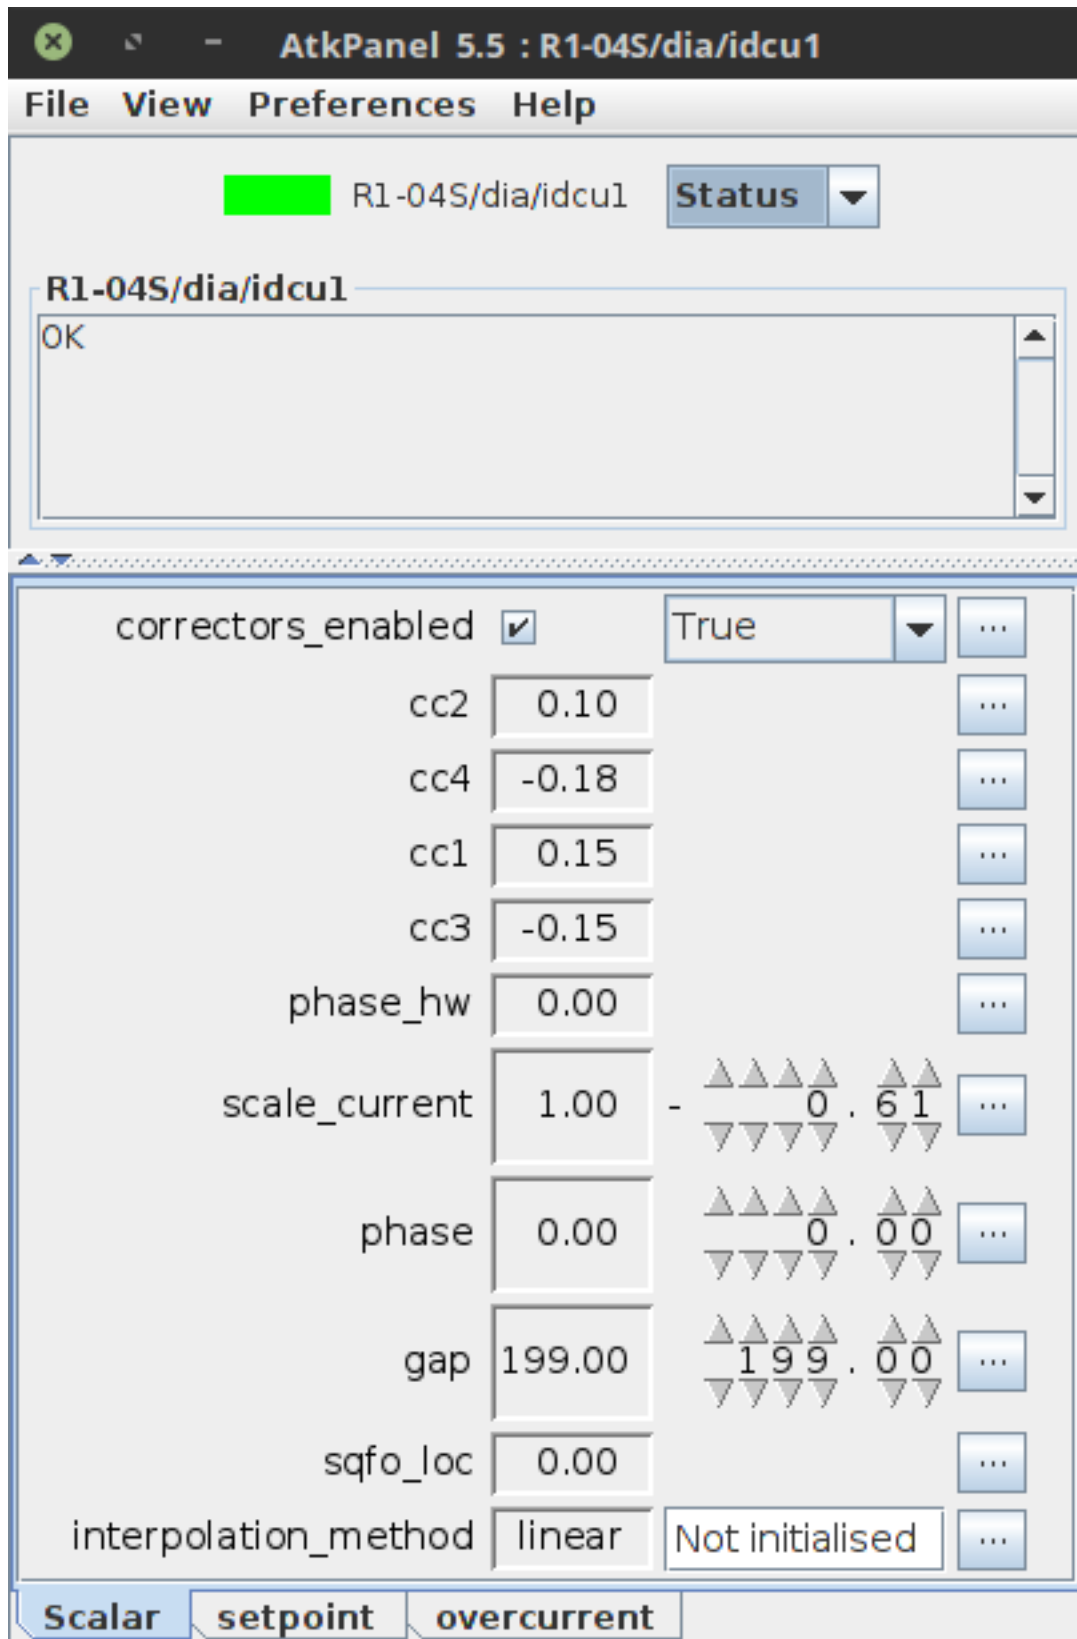 AtkPanel 5.5 : R1-04S/dia/idcu1
File View Preferences Help
R1-04S/dia/idcu1 Status
R1-04S/dia/idcu1
OK
correctors_enabled True ...
cc2 0.10 ...
cc4 -0.18 ...
cc1 0.15 ...
cc3 -0.15 ...
phase_hw 0.00 ...
scale_current 1.00 - 0.61 ...
phase 0.00 0.00 ...
gap 199.00 199.00 ...
sqfo_loc 0.00 ...
interpolation_method linear Not initialised ...
Scalar setpoint overcurrent